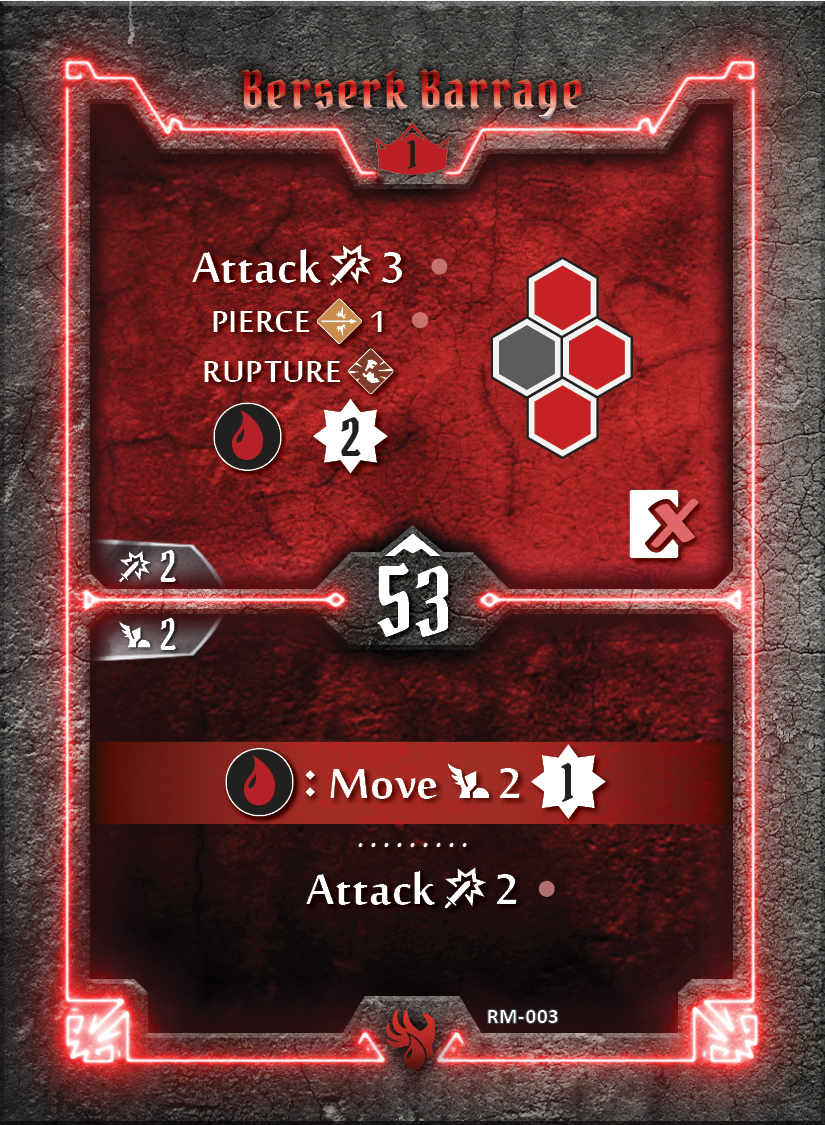 Berserk Barrage
1
Attack 3
PIERCE 1
RUPTURE
2
2
53
2
: Move 2 1
.........
Attack 2
RM-003